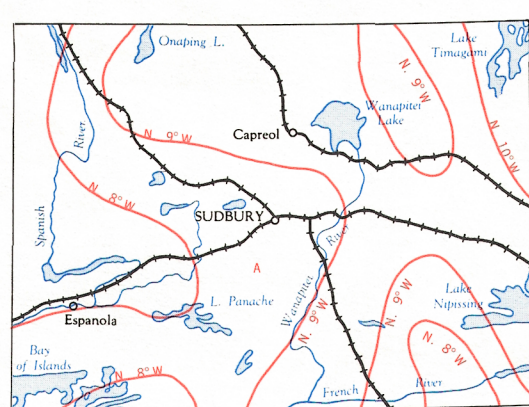 Onaping L.
Lake
Timagami
N. 9° W
Wanapitei
Lake
Capreol
N 9° W
River
N. 10° W
N 8° W
Spanish
SUDBURY
River
A
Wanapitei
N. 9° W
N. 9° W
Lake
Nipissing
L. Panache
Espanola
N. 8° W
Bay
of Islands
N 8° W
French River